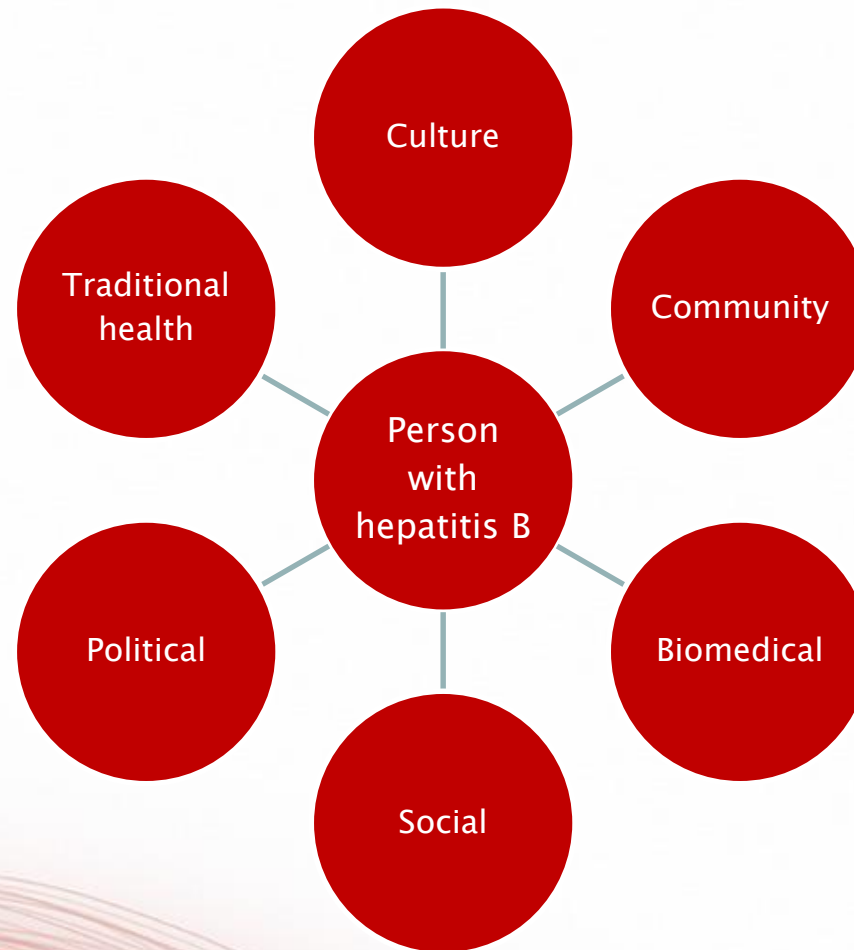 Culture
Traditional
health
Community
Person
with
hepatitis B
Political
Biomedical
Social